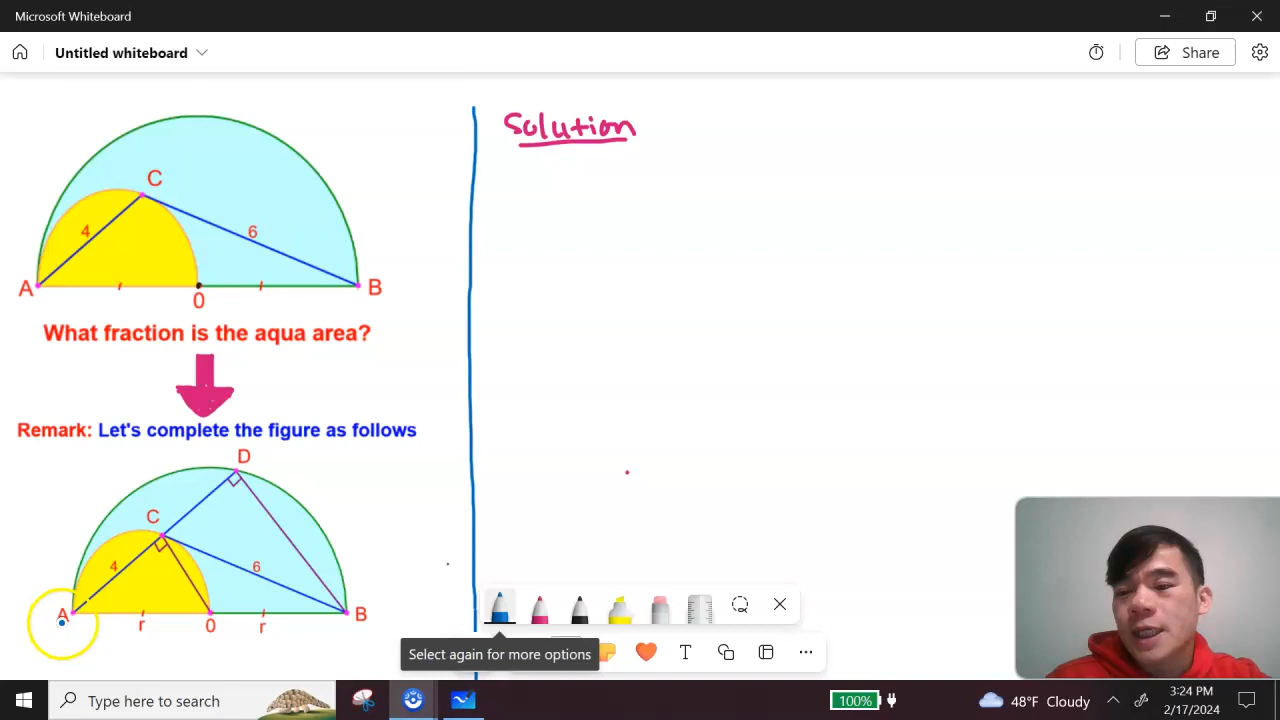 Microsoft Whiteboard
Untitled whiteboard
Share
Solution
C
4
6
A
0
B
What fraction is the aqua area?
Remark: Let's complete the figure as follows
D
C
4
6
A
r
0
r
B
Select again for more options
T
Type here to search
100%
48°F Cloudy
3:24 PM
2/17/2024